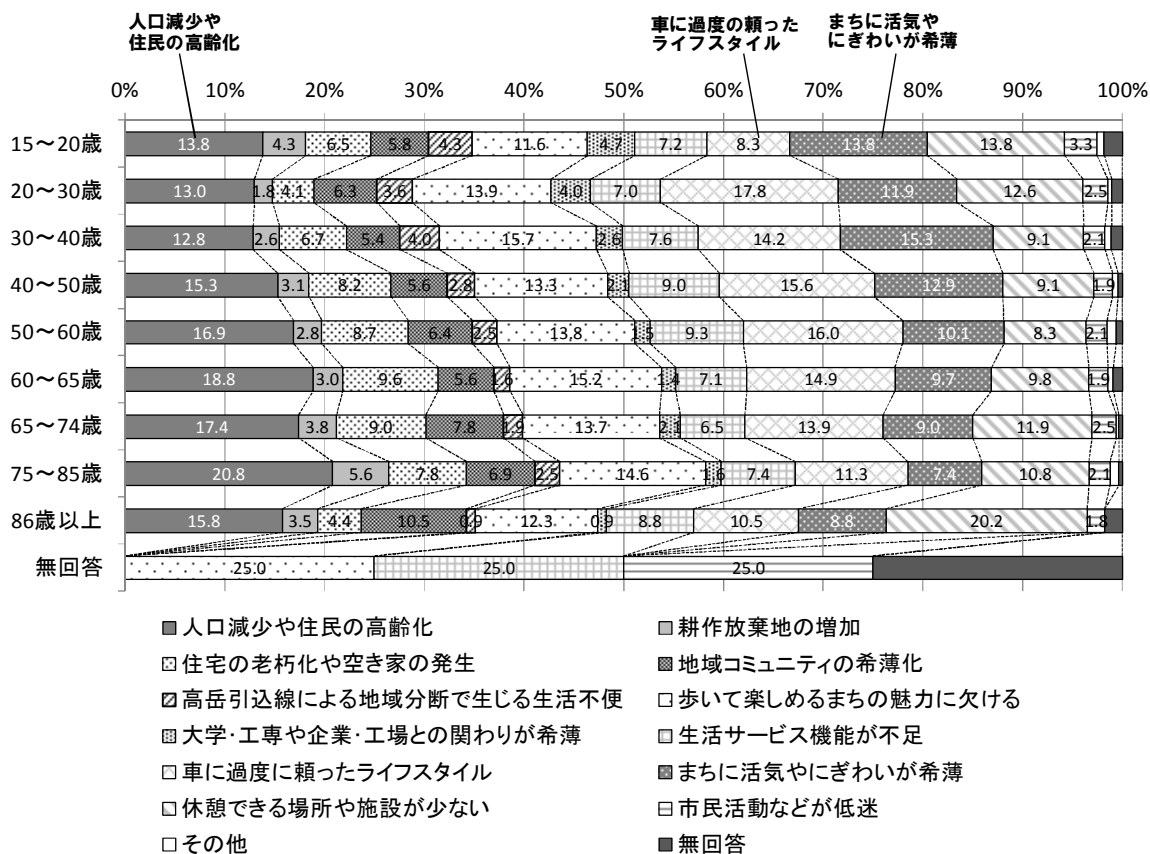 人口減少や
住民の高齢化
車に過度の頼った
ライフスタイル
まちに活気や
にぎわいが希薄
0% 10% 20% 30% 40% 50% 60% 70% 80% 90% 100%
15～20歳 13.8 4.3 6.5 5.8 4.3 11.6 4.7 7.2 8.3 13.8 13.8 3.3
20～30歳 13.0 1.8 4.1 6.3 3.6 13.9 4.0 7.0 17.8 11.9 12.6 2.5
30～40歳 12.8 2.6 6.7 5.4 4.0 15.7 2.6 7.6 14.2 15.3 9.1 2.1
40～50歳 15.3 3.1 8.2 5.6 2.8 13.3 2.1 9.0 15.6 12.9 9.1 1.9
50～60歳 16.9 2.8 8.7 6.4 2.5 13.8 1.5 9.3 16.0 10.1 8.3 2.1
60～65歳 18.8 3.0 9.6 5.6 1.6 15.2 1.4 7.1 14.9 9.7 9.8 1.9
65～74歳 17.4 3.8 9.0 7.8 1.9 13.7 2.1 6.5 13.9 9.0 11.9 2.5
75～85歳 20.8 5.6 7.8 6.9 2.5 14.6 1.6 7.4 11.3 7.4 10.8 2.1
86歳以上 15.8 3.5 4.4 10.5 0.9 12.3 0.9 8.8 10.5 8.8 20.2 1.8
無回答 25.0 25.0 25.0
人口減少や住民の高齢化 耕作放棄地の増加
住宅の老朽化や空き家の発生 地域コミュニティの希薄化
高岳引込線による地域分断で生じる生活不便 歩いて楽しめるまちの魅力に欠ける
大学・工専や企業・工場との関わりが希薄 生活サービス機能が不足
車に過度に頼ったライフスタイル まちに活気やにぎわいが希薄
休憩できる場所や施設が少ない 市民活動などが低迷
その他 無回答